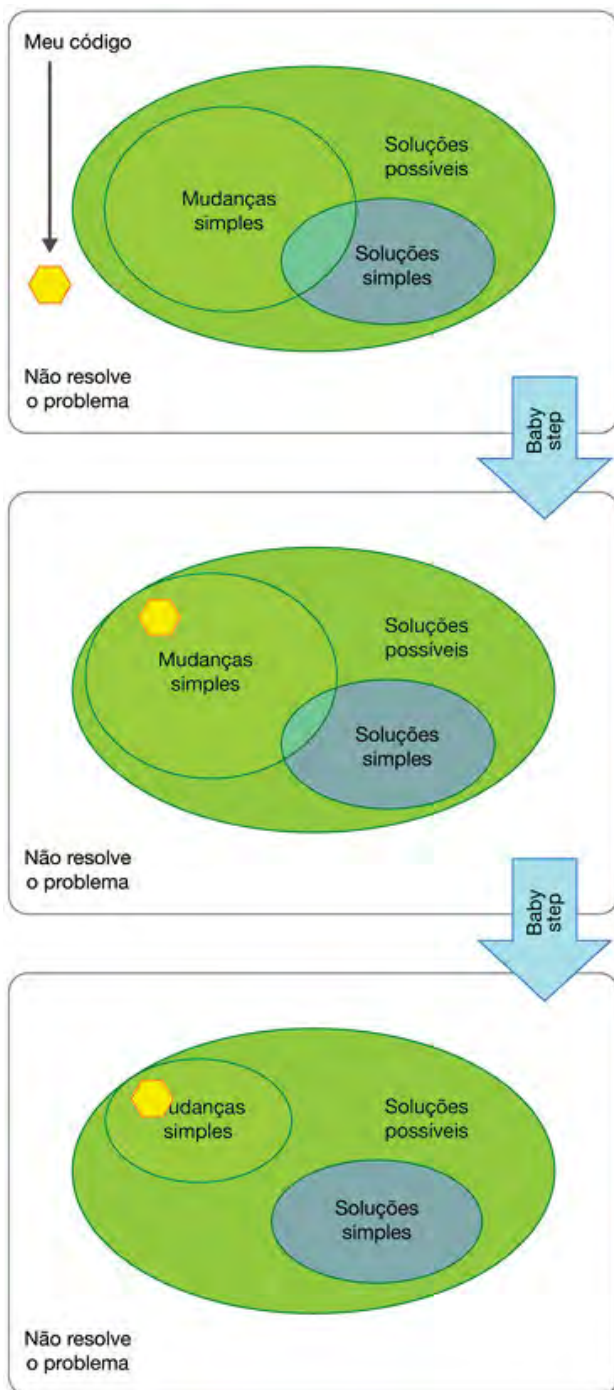 Meu código
Soluções
possíveis
Mudanças
simples
Soluções
simples
Não resolve
o problema
Baby
step
Soluções
possíveis
Mudanças
simples
Soluções
simples
Não resolve
o problema
Baby
step
Soluções
possíveis
udanças
simples
Soluções
simples
Não resolve
o problema